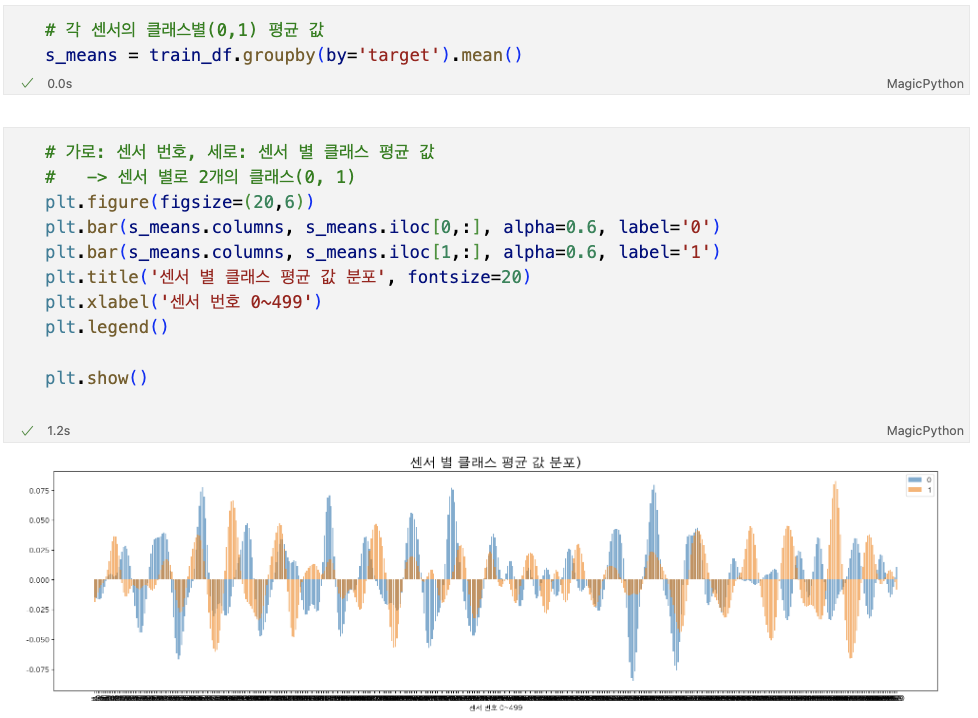 # 각 센서의 클래스별(0,1) 평균 값
s_means = train_df.groupby(by='target').mean()
0.0s
MagicPython
# 가로: 센서 번호, 세로: 센서 별 클래스 평균 값
#   -> 센서 별로 2개의 클래스(0, 1)
plt.figure(figsize=(20,6))
plt.bar(s_means.columns, s_means.iloc[0,:], alpha=0.6, label='0')
plt.bar(s_means.columns, s_means.iloc[1,:], alpha=0.6, label='1')
plt.title('센서 별 클래스 평균 값 분포', fontsize=20)
plt.xlabel('센서 번호 0~499')
plt.legend()
plt.show()
1.2s
MagicPython
센서 별 클래스 평균 값 분포)
0
1
0.075
0.050
0.025
0.000
-0.025
-0.050
-0.075
센서 번호 0~499